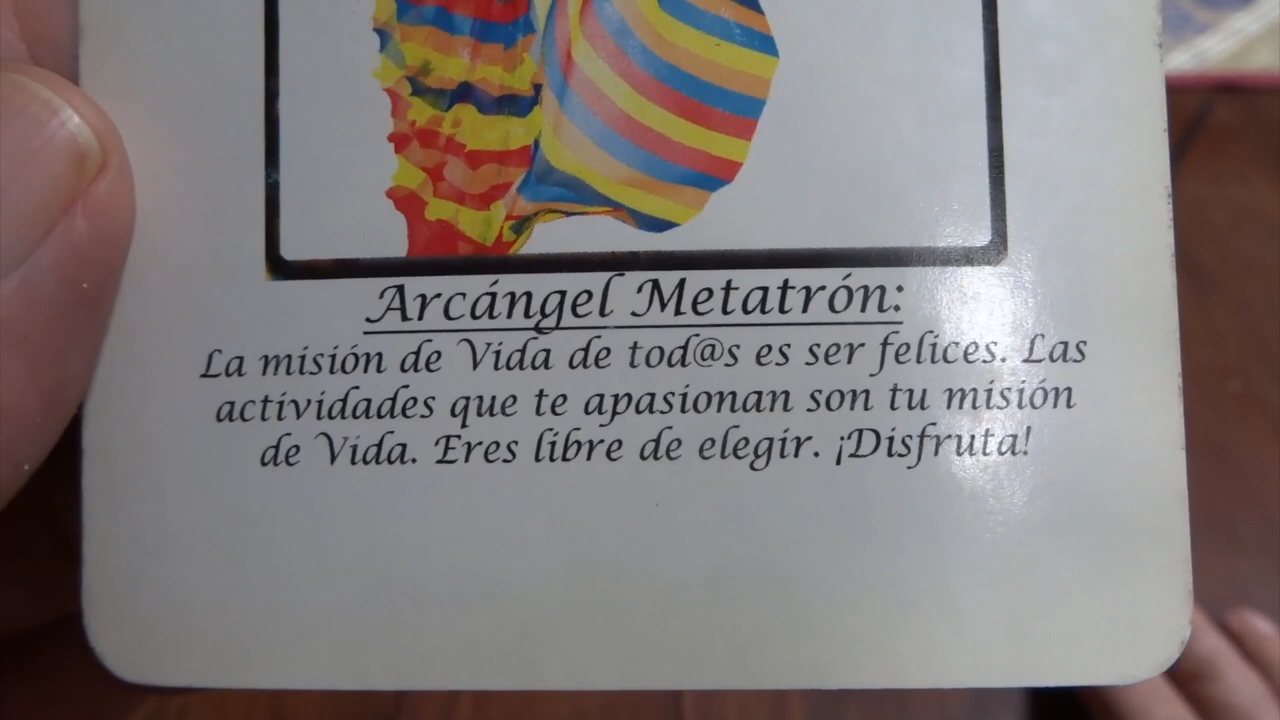 Arcángel Metatrón:
La misión de Vida de tod@s es ser felices. Las
actividades que te apasionan son tu misión
de Vida. Eres libre de elegir. ¡Disfruta!